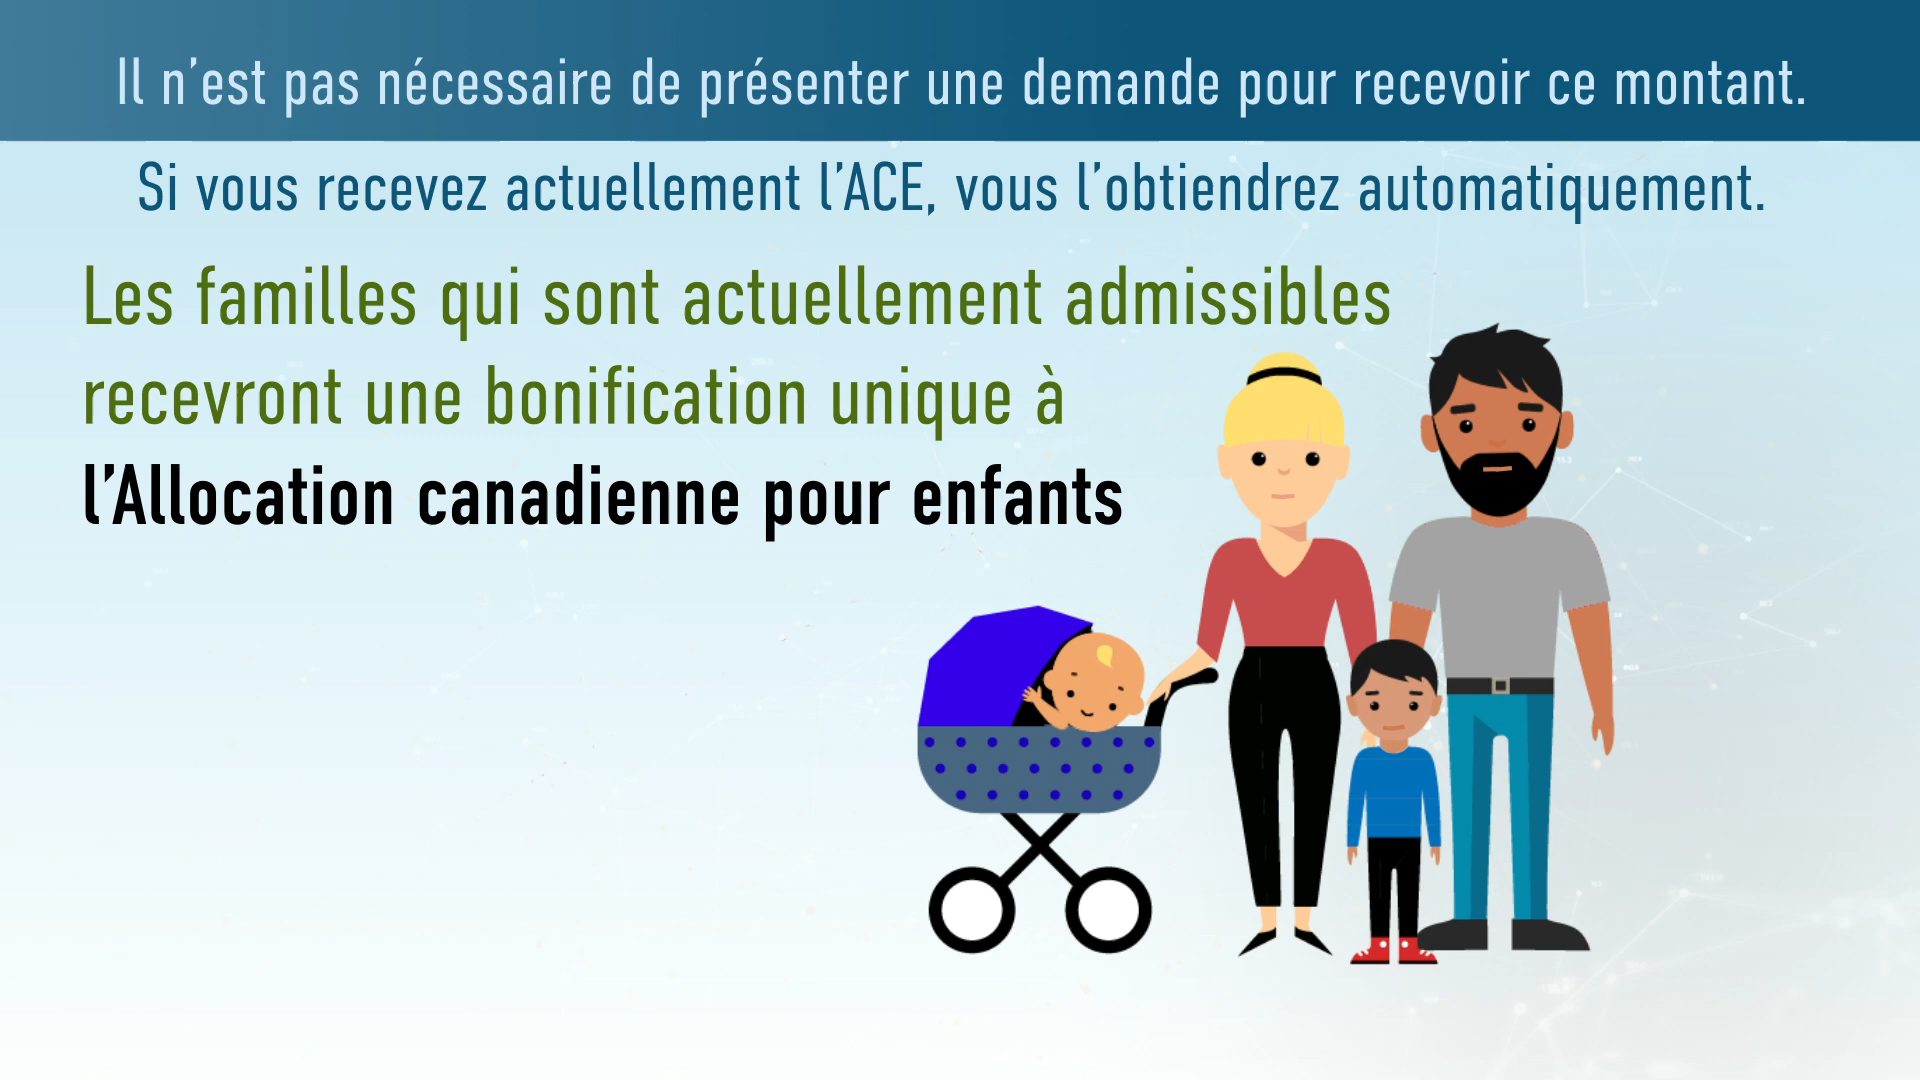 Il n’est pas nécessaire de présenter une demande pour recevoir ce montant.
Si vous recevez actuellement l’ACE, vous l’obtiendrez automatiquement.
Les familles qui sont actuellement admissibles
recevront une bonification unique à
l’Allocation canadienne pour enfants